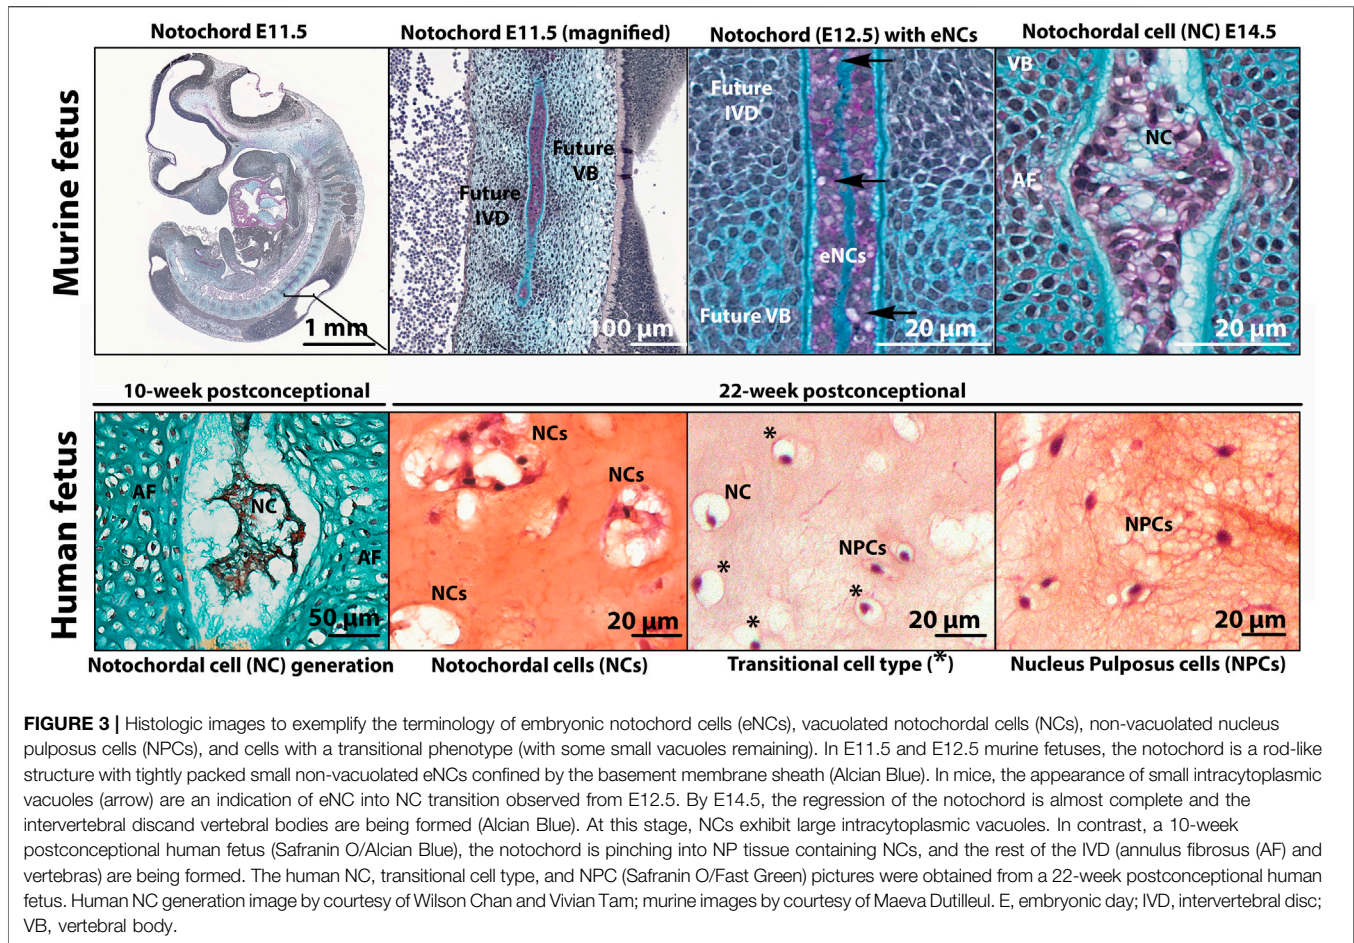 Notochord E11.5
Notochord E11.5 (magnified)
Notochord (E12.5) with eNCs
Notochordal cell (NC) E14.5
Murine fetus
1 mm
Future
VB
Future
IVD
100 µm
Future
IVD
eNCs
Future VB
20 µm
VB
NC
AF
20 µm
10-week postconceptional
22-week postconceptional
Human fetus
AF
NC
AF
50 µm
NCs
NCs
NCs
20 µm
*
NC
NPCs
*
*
*
20 µm
NPCs
20 µm
Notochordal cell (NC) generation
Notochordal cells (NCs)
Transitional cell type (*)
Nucleus Pulposus cells (NPCs)
FIGURE 3 | Histologic images to exemplify the terminology of embryonic notochord cells (eNCs), vacuolated notochordal cells (NCs), non-vacuolated nucleus
pulposus cells (NPCs), and cells with a transitional phenotype (with some small vacuoles remaining). In E11.5 and E12.5 murine fetuses, the notochord is a rod-like
structure with tightly packed small non-vacuolated eNCs confined by the basement membrane sheath (Alcian Blue). In mice, the appearance of small intracytoplasmic
vacuoles (arrow) are an indication of eNC into NC transition observed from E12.5. By E14.5, the regression of the notochord is almost complete and the
intervertebral discand vertebral bodies are being formed (Alcian Blue). At this stage, NCs exhibit large intracytoplasmic vacuoles. In contrast, a 10-week
postconceptional human fetus (Safranin O/Alcian Blue), the notochord is pinching into NP tissue containing NCs, and the rest of the IVD (annulus fibrosus (AF) and
vertebras) are being formed. The human NC, transitional cell type, and NPC (Safranin O/Fast Green) pictures were obtained from a 22-week postconceptional human
fetus. Human NC generation image by courtesy of Wilson Chan and Vivian Tam; murine images by courtesy of Maeva Dutilleul. E, embryonic day; IVD, intervertebral disc;
VB, vertebral body.